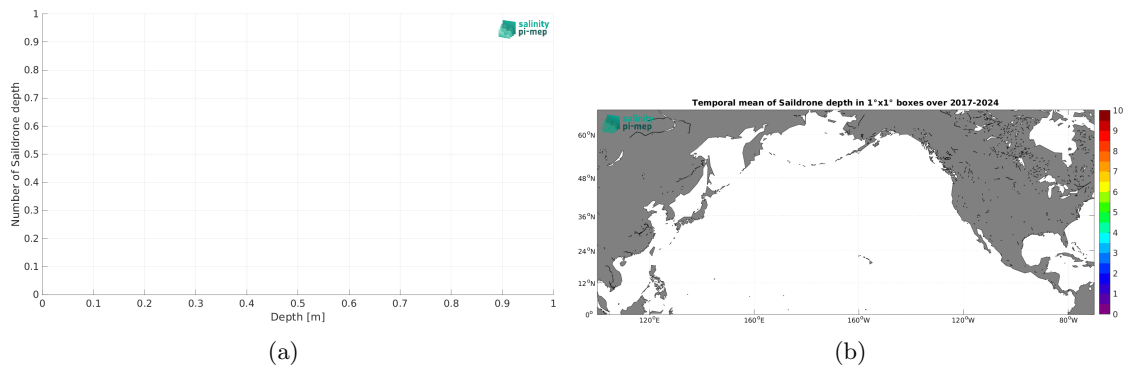 1
0.9
0.8
0.7
0.6
0.5
0.4
0.3
0.2
0.1
0
Number of Saildrone depth
0 0.1 0.2 0.3 0.4 0.5 0.6 0.7 0.8 0.9 1
Depth [m]
salinity
pi-mep
(a)
Temporal mean of Saildrone depth in 1°x1° boxes over 2017-2024
salinity
pi-mep
60°N
48°N
36°N
24°N
12°N
0°
120°E 160°E 160°W 120°W 80°W
10
9
8
7
6
5
4
3
2
1
0
(b)